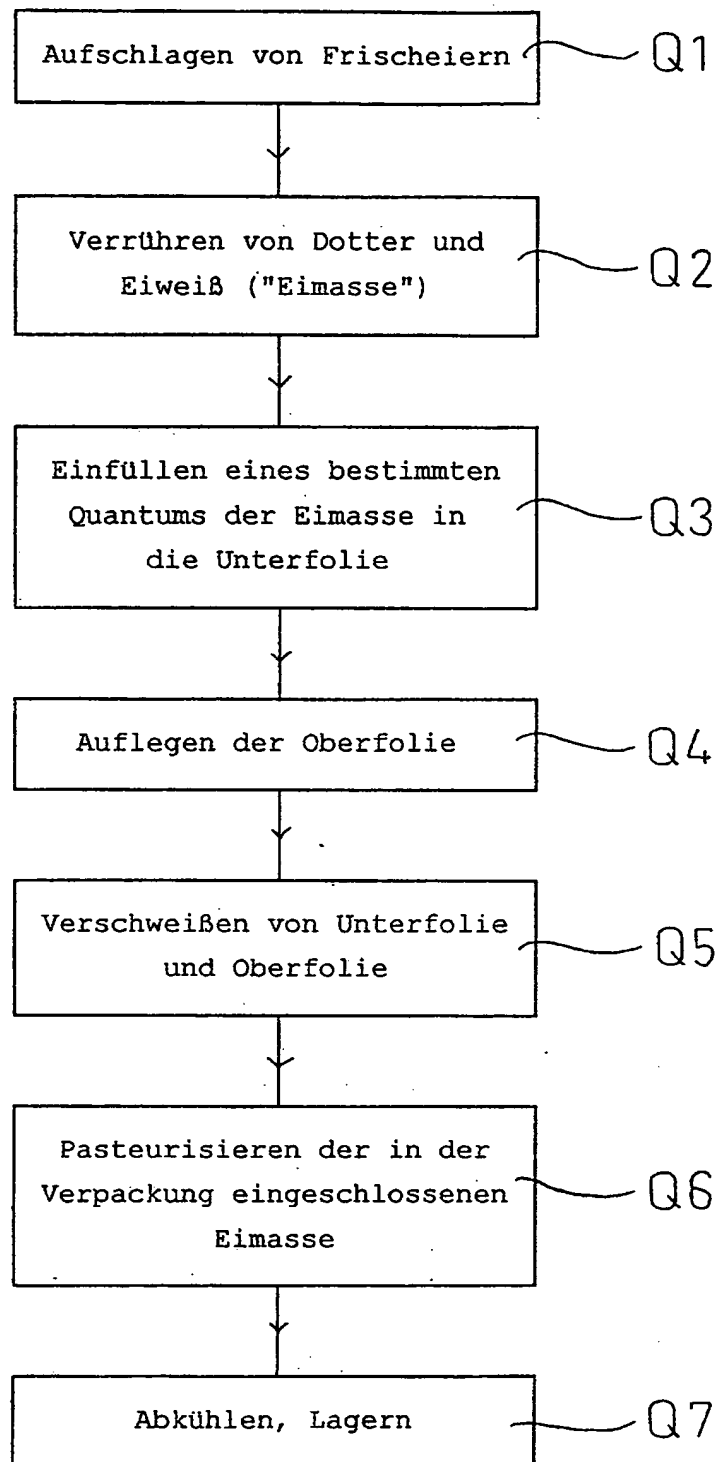 Aufschlagen von Frischeiern
Q1
Verrühren von Dotter und
Eiweiß ("Eimasse")
Q2
Einfüllen eines bestimmten
Quantums der Eimasse in
die Unterfolie
Q3
Auflegen der Oberfolie
Q4
Verschweißen von Unterfolie
und Oberfolie
Q5
Pasteurisieren der in der
Verpackung eingeschlossenen
Eimasse
Q6
Abkühlen, Lagern
Q7